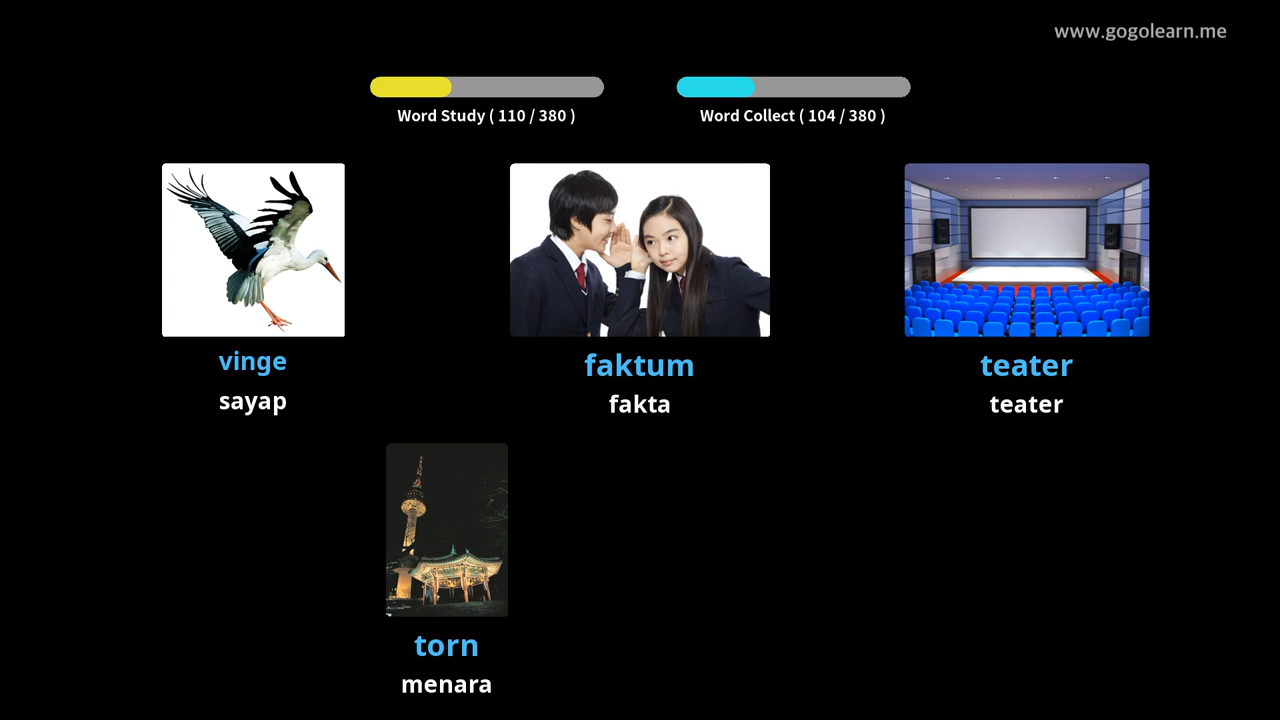 www.gogolearn.me
Word Study ( 110 / 380 )
Word Collect ( 104 / 380 )
vinge
sayap
faktum
fakta
teater
teater
torn
menara